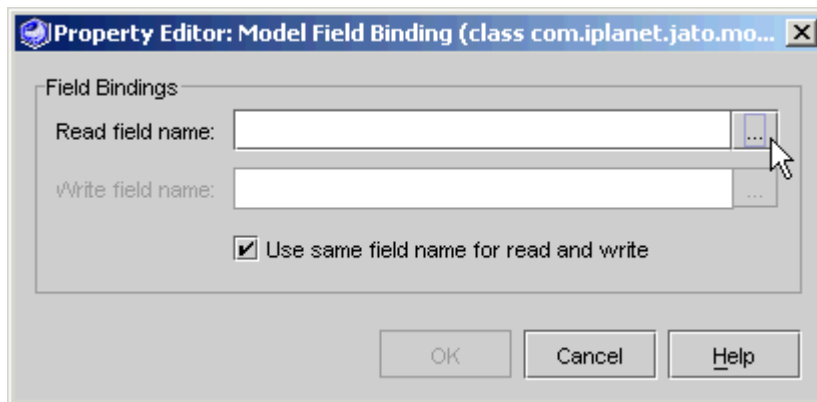 Property Editor: Model Field Binding (class com.iplanet.jato.mo...
Field Bindings
Read field name:
...
Write field name:
...
Use same field name for read and write
OK
Cancel
Help